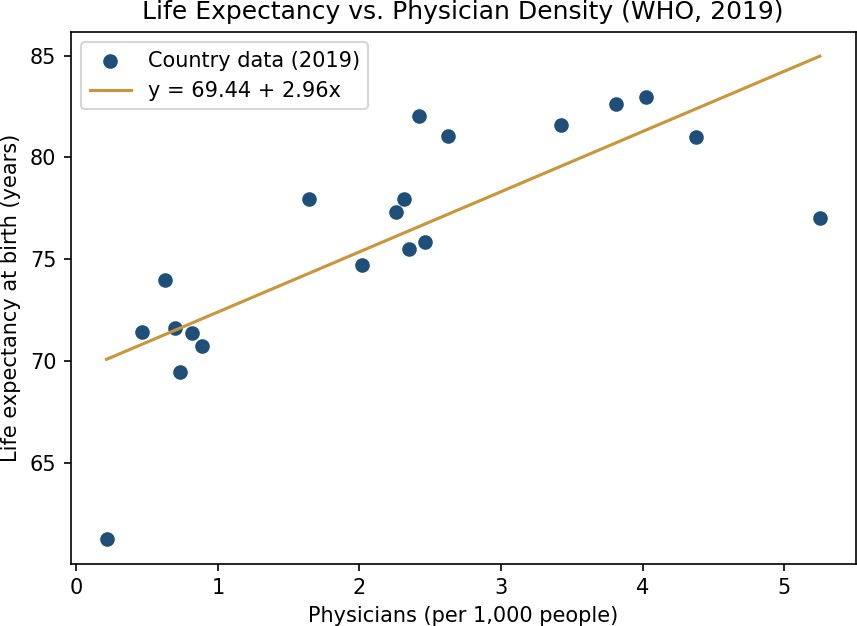 Life Expectancy vs. Physician Density (WHO, 2019)
Country data (2019)
y = 69.44 + 2.96x
Life expectancy at birth (years)
85
80
75
70
65
0 1 2 3 4 5
Physicians (per 1,000 people)